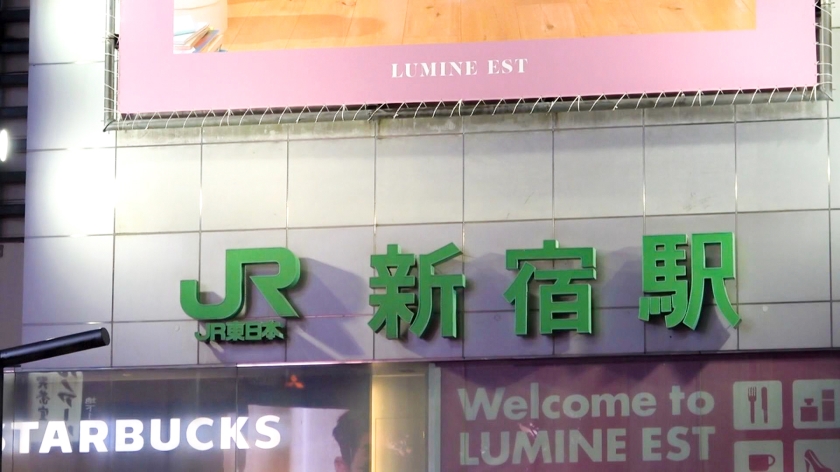 LUMINE EST
JR 新宿駅
JR東日本
STARBUCKS
Welcome to
LUMINE EST